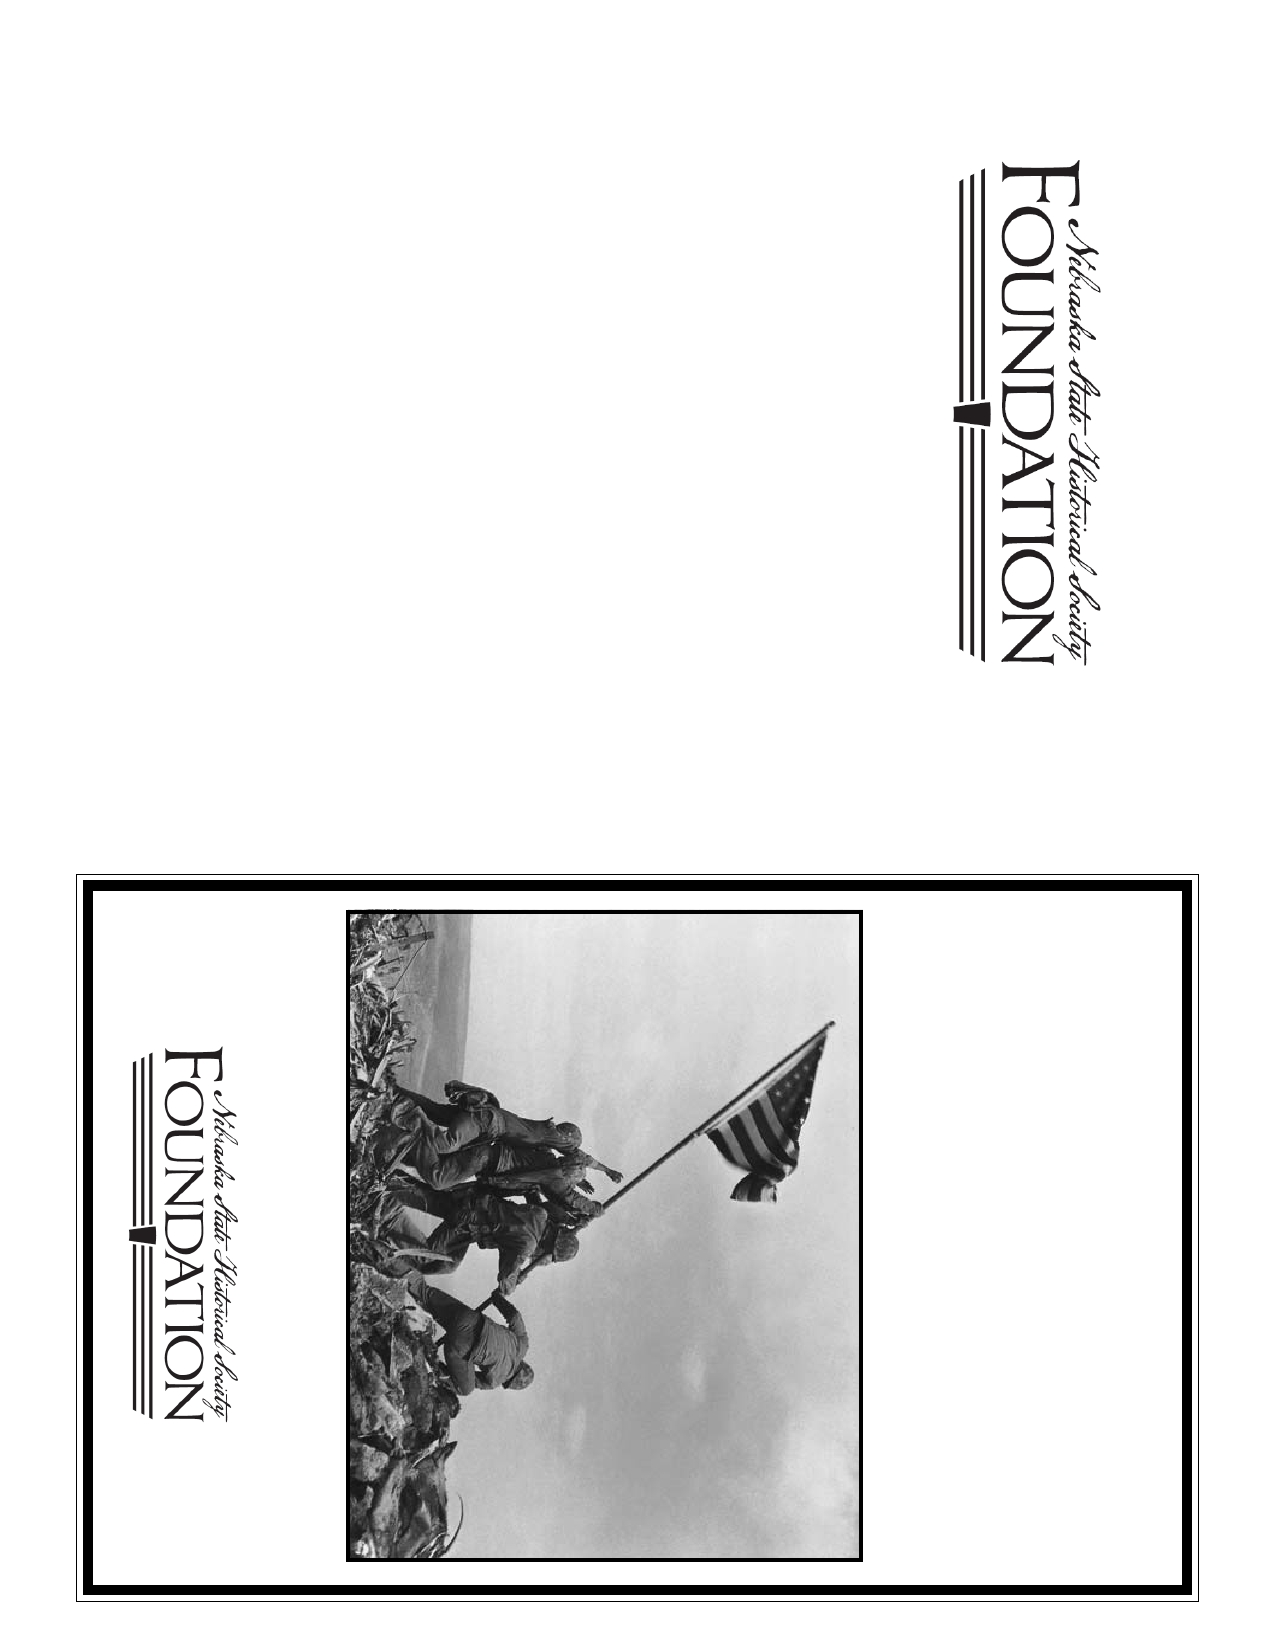 Nebraska State Historical Society
FOUNDATION
Nebraska State Historical Society
FOUNDATION